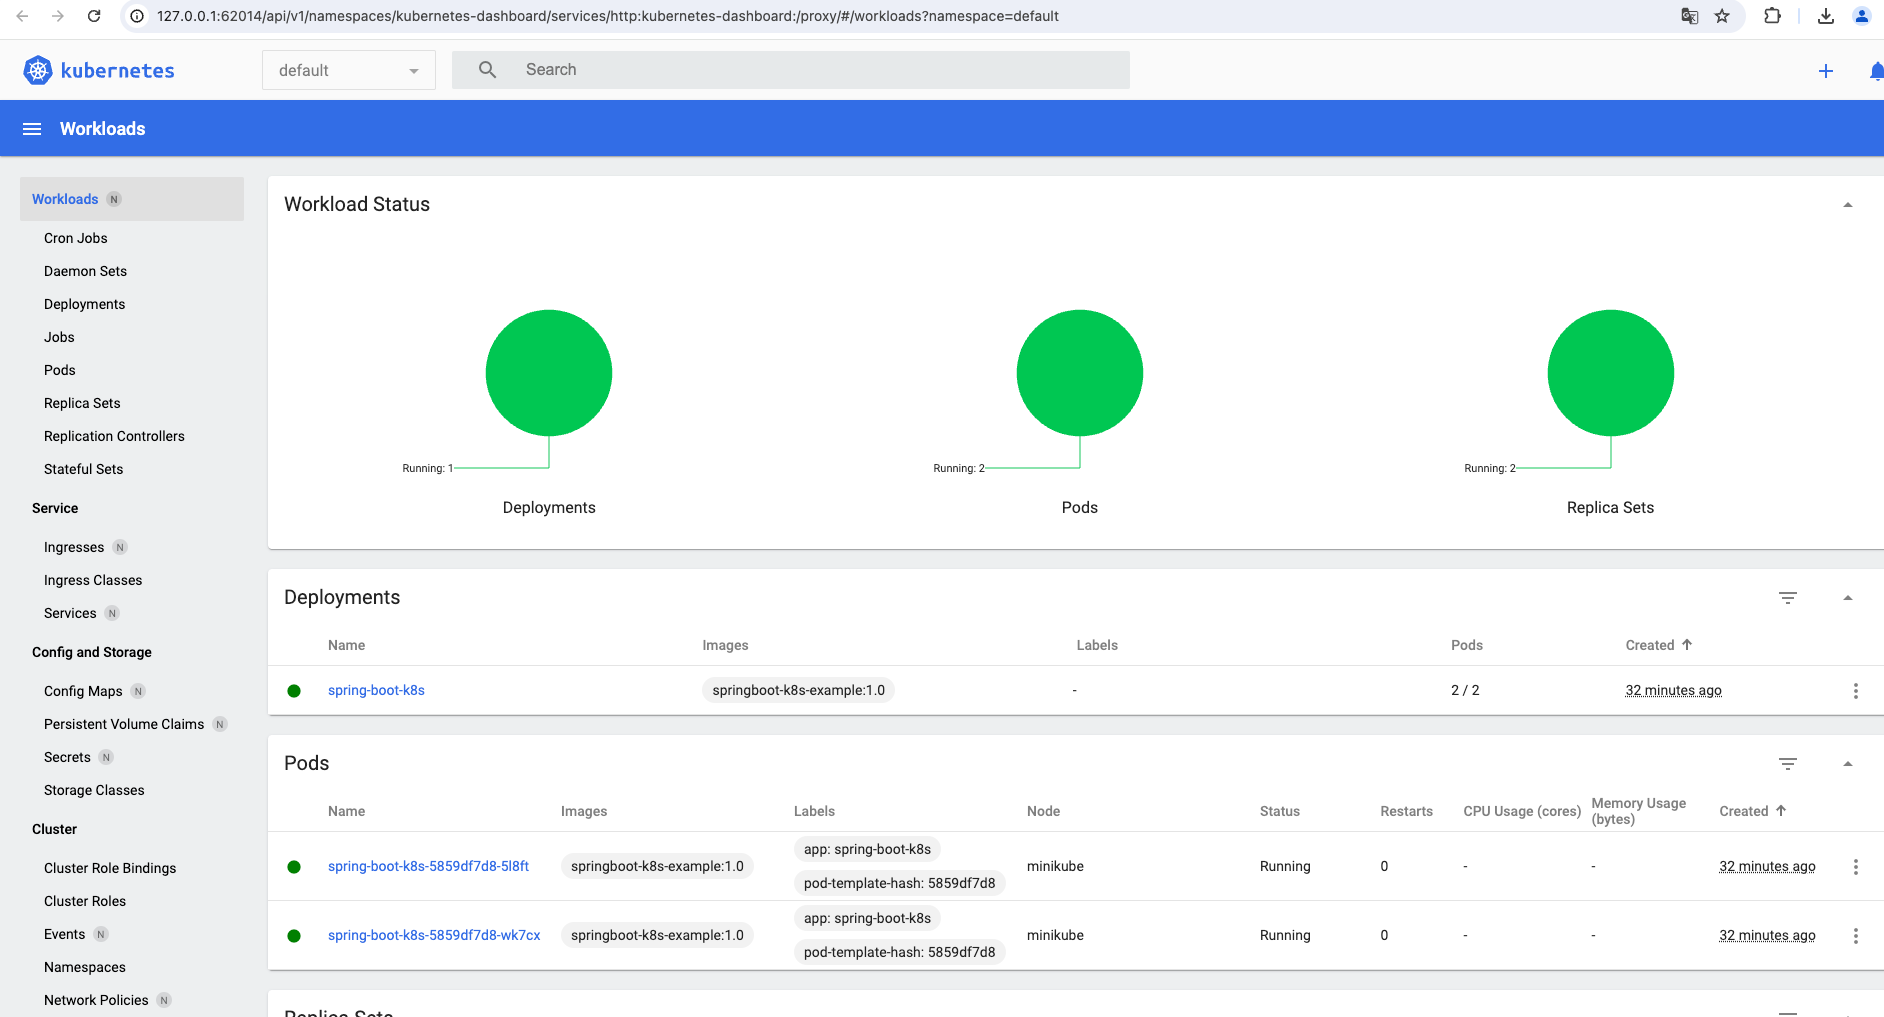 127.0.0.1:62014/api/v1/namespaces/kubernetes-dashboard/services/http:kubernetes-dashboard:/proxy/#/workloads?namespace=default
kubernetes
default
Search
Workloads
Workloads N
Cron Jobs
Daemon Sets
Deployments
Jobs
Pods
Replica Sets
Replication Controllers
Stateful Sets
Service
Ingresses N
Ingress Classes
Services N
Config and Storage
Config Maps N
Persistent Volume Claims N
Secrets N
Storage Classes
Cluster
Cluster Role Bindings
Cluster Roles
Events N
Namespaces
Network Policies N
Workload Status
Running: 1
Running: 2
Running: 2
Deployments
Pods
Replica Sets
Deployments
Name Images Labels Pods Created
spring-boot-k8s springboot-k8s-example:1.0 - 2 / 2 32 minutes ago
Pods
Name Images Labels Node Status Restarts CPU Usage (cores) Memory Usage (bytes) Created
spring-boot-k8s-5859df7d8-5l8ft springboot-k8s-example:1.0 app: spring-boot-k8s minikube Running 0 - - 32 minutes ago
pod-template-hash: 5859df7d8
spring-boot-k8s-5859df7d8-wk7cx springboot-k8s-example:1.0 app: spring-boot-k8s minikube Running 0 - - 32 minutes ago
pod-template-hash: 5859df7d8
Replica Sets